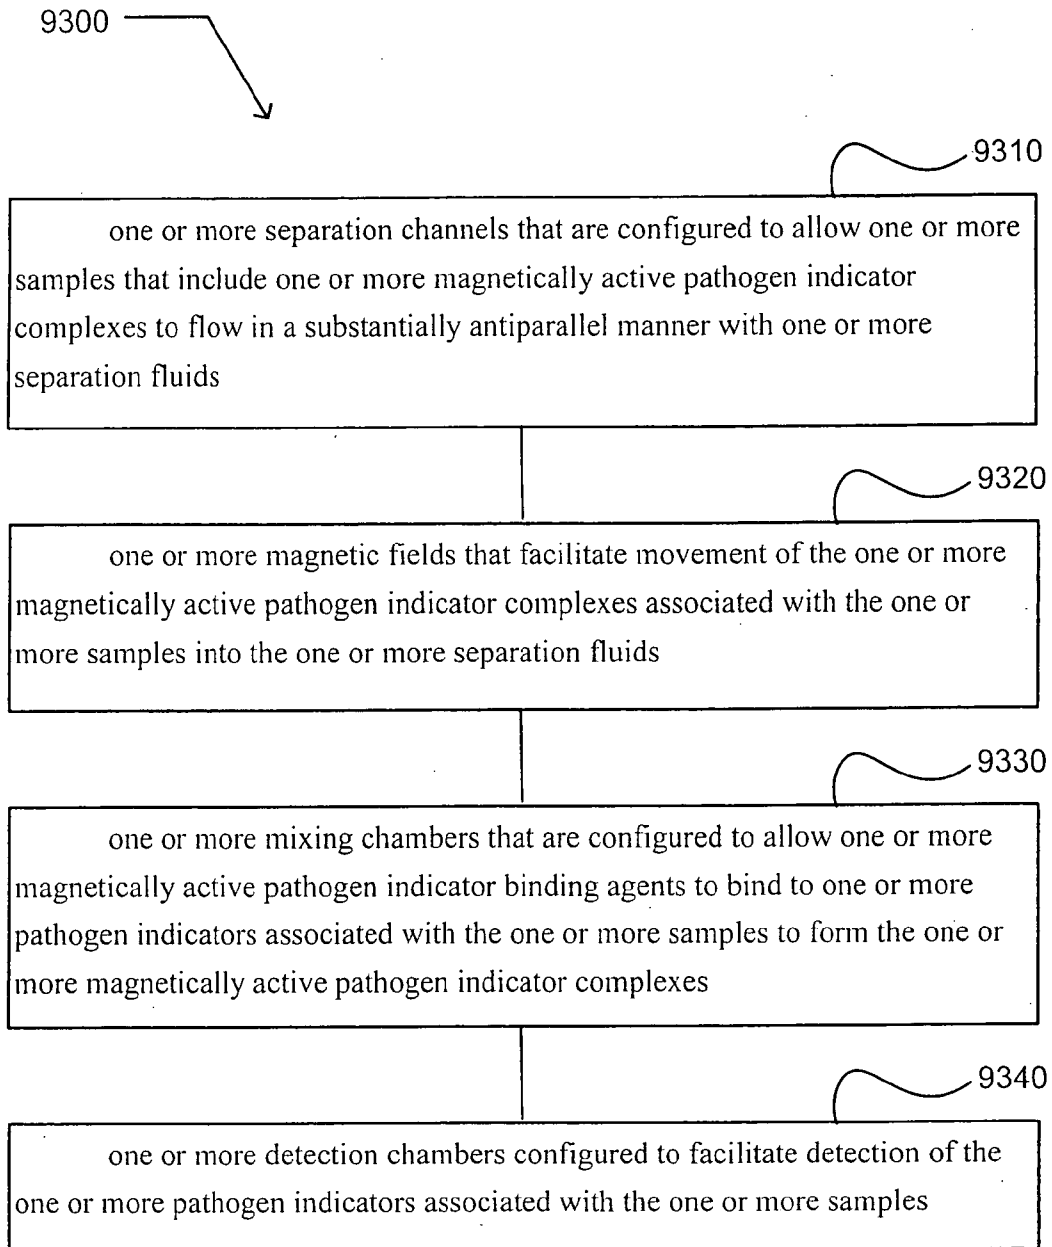 9300
9310
one or more separation channels that are configured to allow one or more
samples that include one or more magnetically active pathogen indicator
complexes to flow in a substantially antiparallel manner with one or more
separation fluids
9320
one or more magnetic fields that facilitate movement of the one or more
magnetically active pathogen indicator complexes associated with the one or
more samples into the one or more separation fluids
9330
one or more mixing chambers that are configured to allow one or more
magnetically active pathogen indicator binding agents to bind to one or more
pathogen indicators associated with the one or more samples to form the one or
more magnetically active pathogen indicator complexes
9340
one or more detection chambers configured to facilitate detection of the
one or more pathogen indicators associated with the one or more samples